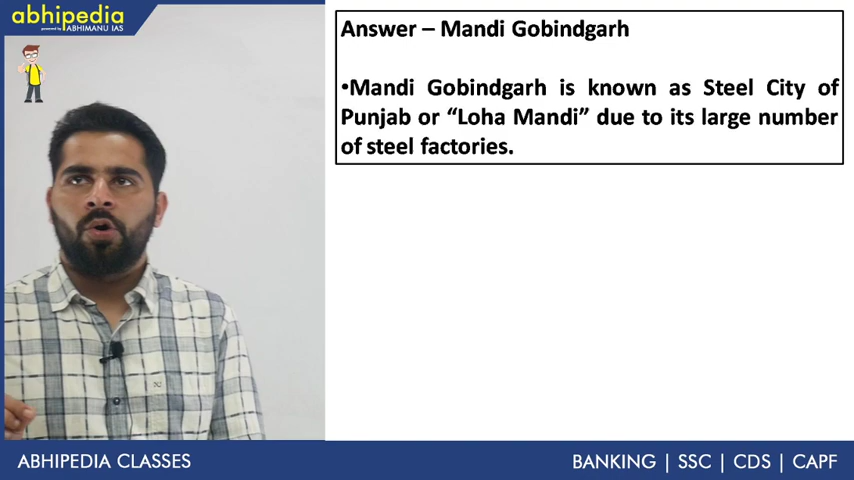 abhipedia
powered by ABHIMANU IAS
Answer – Mandi Gobindgarh
•Mandi Gobindgarh is known as Steel City of
Punjab or “Loha Mandi” due to its large number
of steel factories.
ABHIPEDIA CLASSES
BANKING | SSC | CDS | CAPF